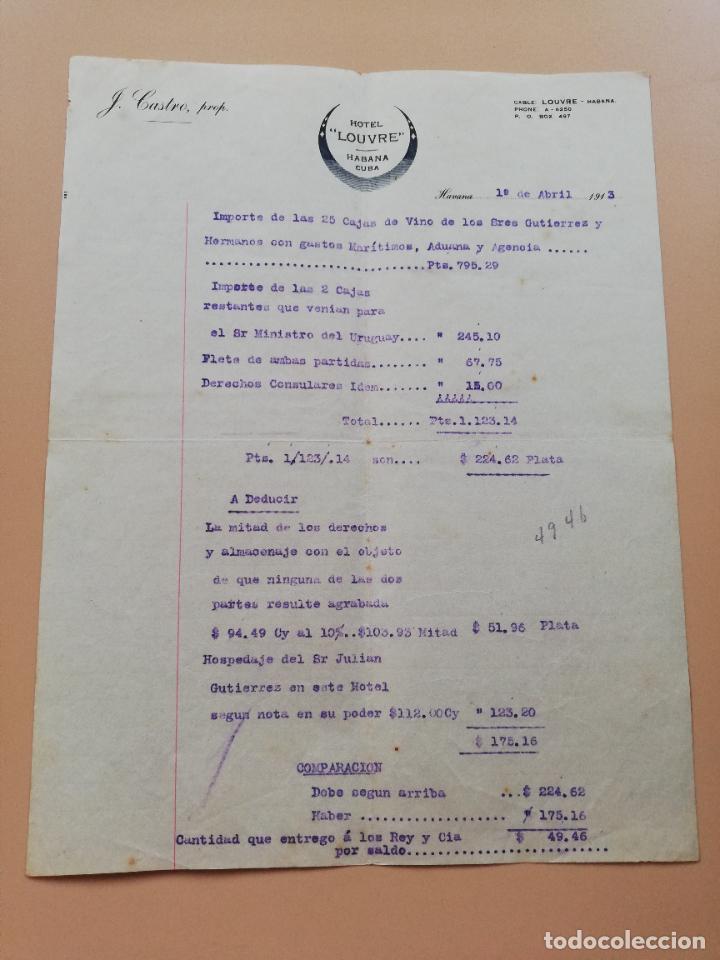 J. Castro, prop.
HOTEL
"LOUVRE"
HABANA
CUBA
CABLE: LOUVRE - HABANA.
PHONE A-6250
P. O. BOX 497
Havana 1º de Abril 1913
Importe de las 25 Cajas de Vino de los Sres Gutierrez y
Hermanos con gastos Marítimos, Aduana y Agencia ......
..............................Pts.795.29
Importe de las 2 Cajas
restantes que venian para
el Sr Ministro del Uruguay.... " 245.10
Flete de ambas partidas........ " 67.75
Derechos Consulares Idem....... " 15.00
Total...... Pts.1.123.14
Pts. 1/123/.14 son.... $ 224.62 Plata
A Deducir
La mitad de los derechos
y almacenaje con el objeto
de que ninguna de las dos
partes resulte agrabada
$ 94.49 Cy al 10%..$103.93 Mitad $ 51.96 Plata
Hospedaje del Sr Julian
Gutierrez en este Hotel
segun nota en su poder $112.00Cy " 123.20
$ 175.16
4946
COMPARACION
Debe segun arriba ...$ 224.62
Haber .................. " 175.16
Cantidad que entrego á los Rey y Cia $ 49.46
por saldo.............................
todocoleccion
todocoleccion.net